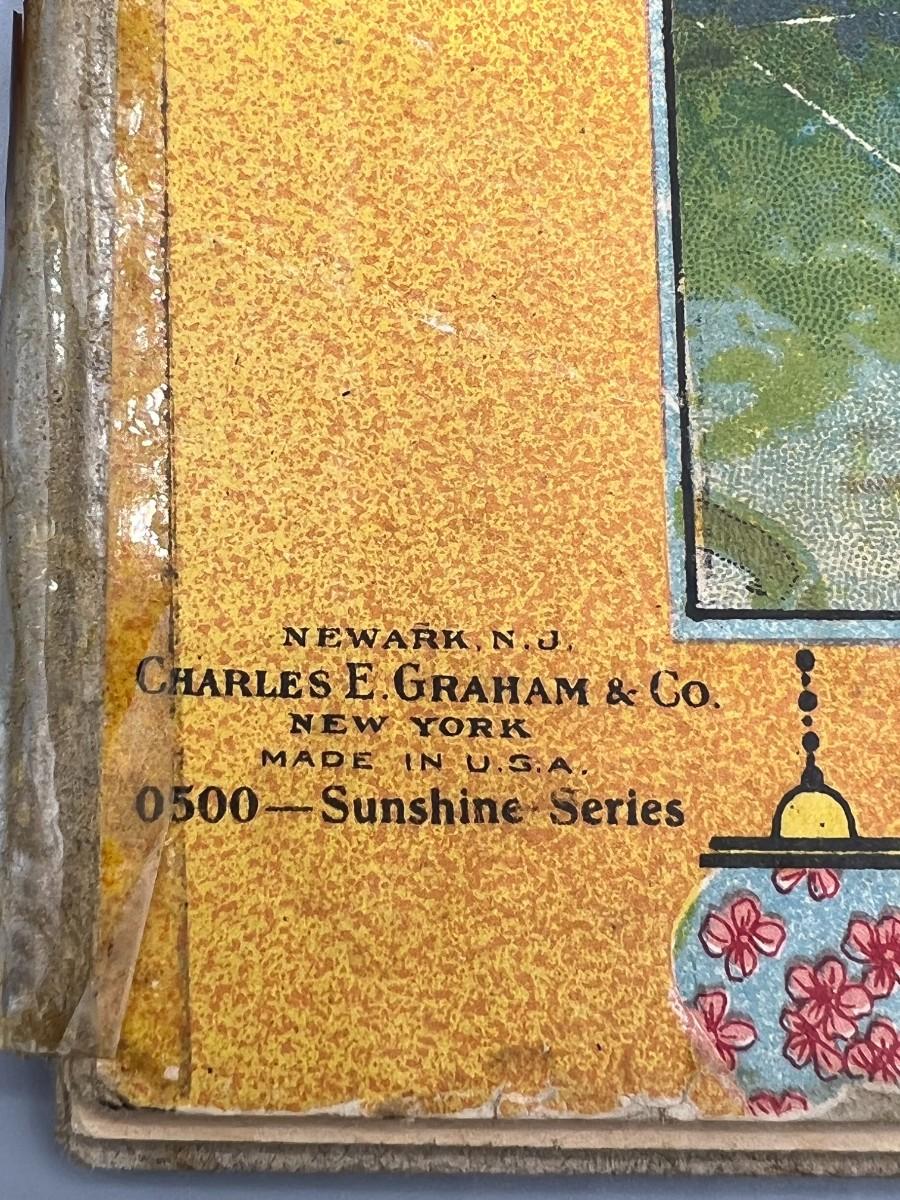 NEWARK, N.J.
CHARLES E. GRAHAM & CO.
NEW YORK
MADE IN U.S.A.
0500—Sunshine Series